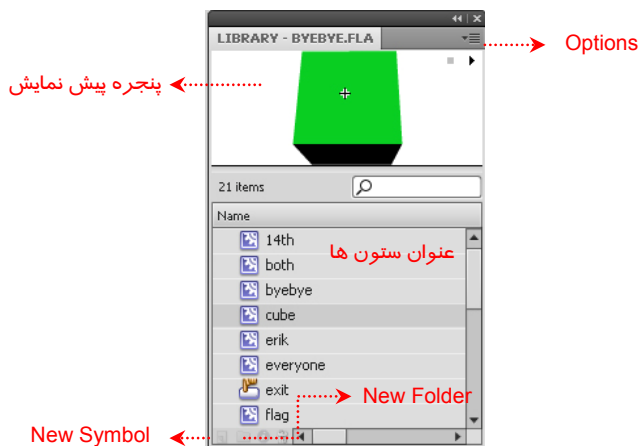 LIBRARY - BYEBYE.FLA
Options
پنجره پیش نمایش
21 items
Name
14th
عنوان ستون ها
both
byebye
cube
erik
everyone
exit
New Folder
flag
New Symbol